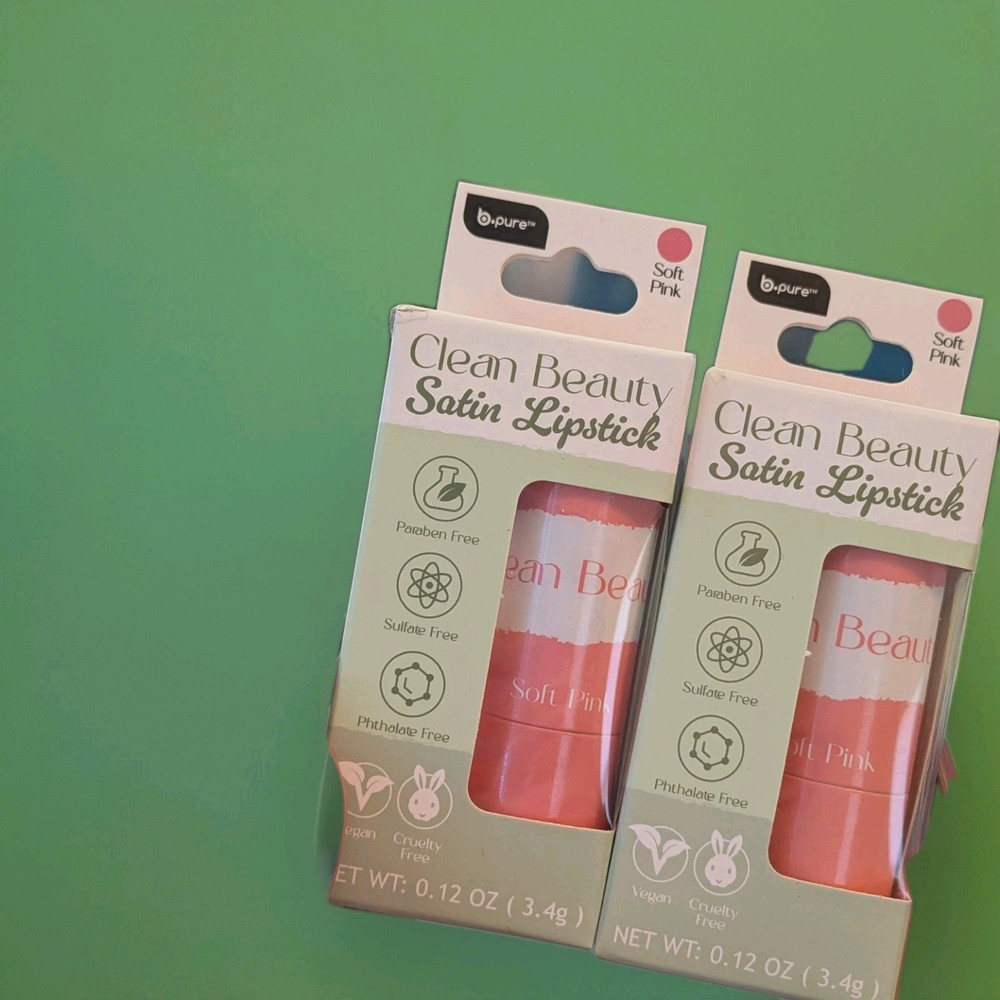 b.pure™
Soft
Pink
Clean Beauty
Satin Lipstick
Paraben Free
Sulfate Free
Phthalate Free
egan
Cruelty
Free
ET WT: 0.12 OZ ( 3.4g )
ean Beau
Soft Pink
b.pure™
Soft
Pink
Clean Beauty
Satin Lipstick
Paraben Free
Sulfate Free
Phthalate Free
Vegan
Cruelty
Free
NET WT: 0.12 OZ ( 3.4g )
n Beaut
oft Pink